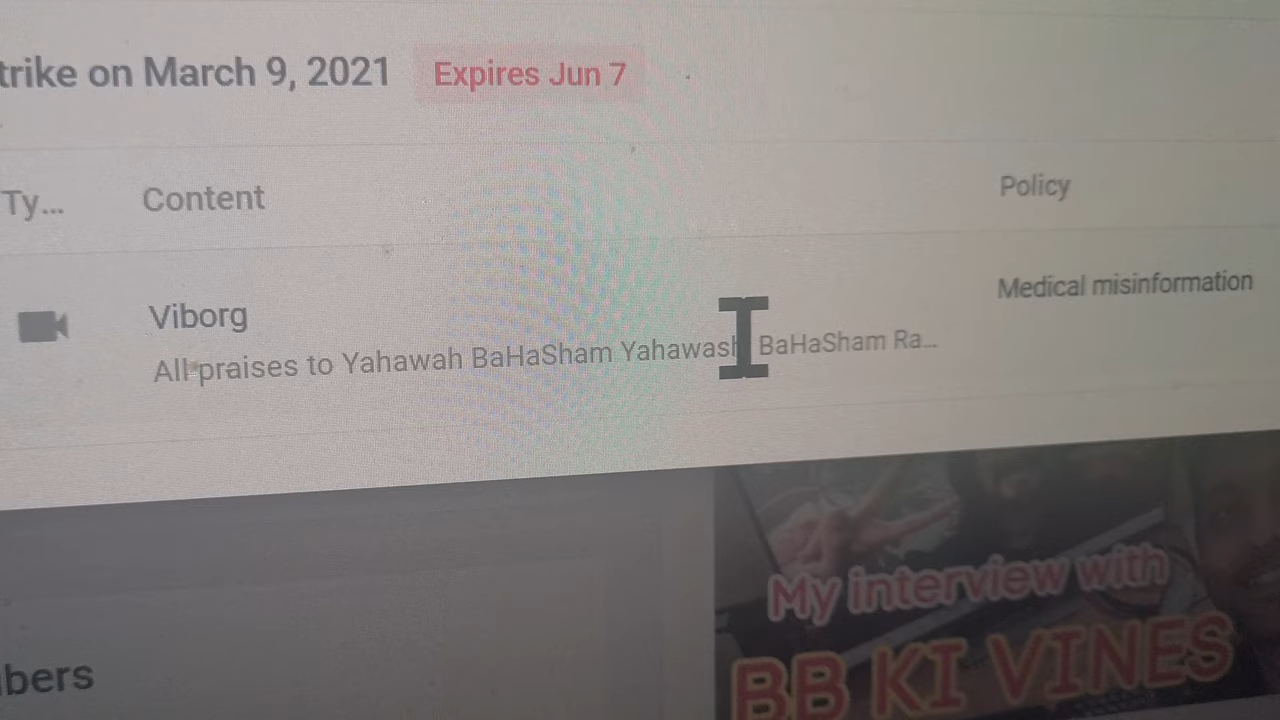 trike on March 9, 2021 Expires Jun 7
Ty... Content Policy
Viborg Medical misinformation
All praises to Yahawah BaHaSham Yahawash BaHaSham Ra...
My interview with
BB KI VINES
bers